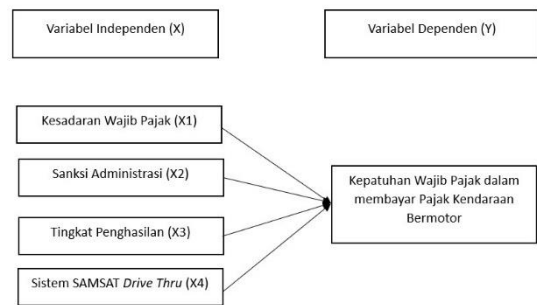 Variabel Independen (X)
Variabel Dependen (Y)
Kesadaran Wajib Pajak (X1)
Sanksi Administrasi (X2)
Tingkat Penghasilan (X3)
Sistem SAMSAT Drive Thru (X4)
Kepatuhan Wajib Pajak dalam
membayar Pajak Kendaraan
Bermotor